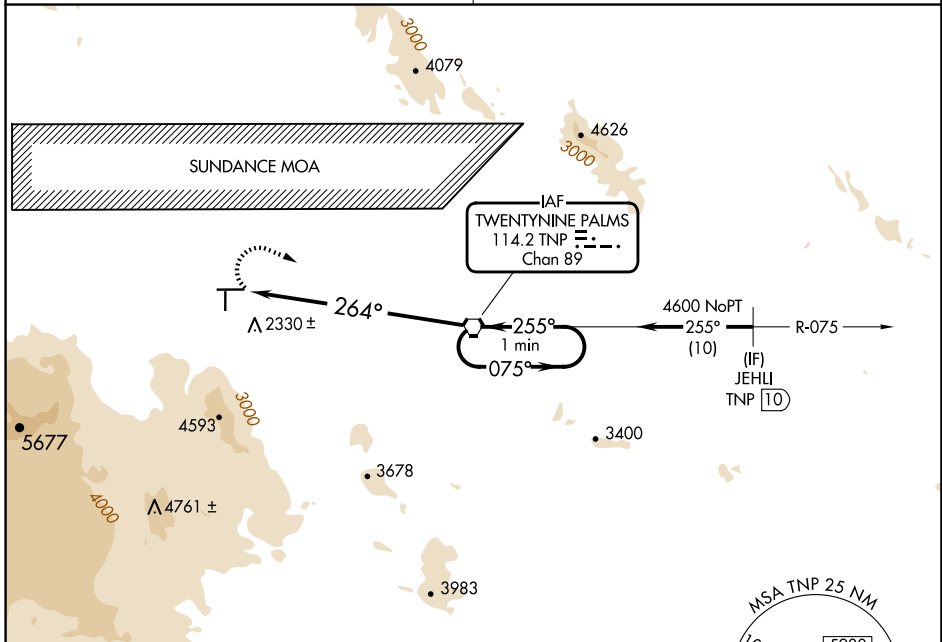 3000
4079
4626
3000
SUNDANCE MOA
IAF
TWENTYNINE PALMS
114.2 TNP
Chan 89
264°
2330 ±
255°
1 min
075°
4600 NoPT
255°
(10)
R-075
(IF)
JEHLI
TNP 10
3000
4593
5677
3400
3678
4000
4761 ±
3983
MSA TNP 25 NM